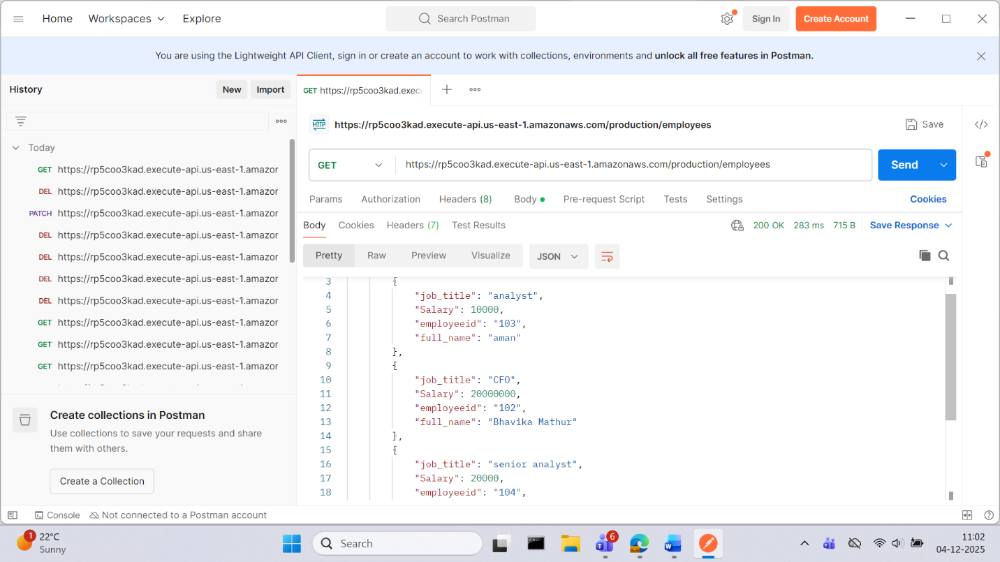 Home Workspaces Explore Search Postman Sign In Create Account
You are using the Lightweight API Client, sign in or create an account to work with collections, environments and unlock all free features in Postman.
History New Import
GET https://rp5coo3kad.execu
https://rp5coo3kad.execute-api.us-east-1.amazonaws.com/production/employees Save
HTTP
GET https://rp5coo3kad.execute-api.us-east-1.amazonaws.com/production/employees Send
Params Authorization Headers (8) Body Pre-request Script Tests Settings Cookies
Body Cookies Headers (7) Test Results 200 OK 283 ms 715 B Save Response
Pretty Raw Preview Visualize JSON
Today
GET https://rp5coo3kad.execute-api.us-east-1.amazor
DEL https://rp5coo3kad.execute-api.us-east-1.amazor
PATCH https://rp5coo3kad.execute-api.us-east-1.amazor
DEL https://rp5coo3kad.execute-api.us-east-1.amazor
DEL https://rp5coo3kad.execute-api.us-east-1.amazor
DEL https://rp5coo3kad.execute-api.us-east-1.amazor
DEL https://rp5coo3kad.execute-api.us-east-1.amazor
GET https://rp5coo3kad.execute-api.us-east-1.amazor
GET https://rp5coo3kad.execute-api.us-east-1.amazor
GET https://rp5coo3kad.execute-api.us-east-1.amazor
3 {
4 "job_title": "analyst",
5 "Salary": 10000,
6 "employeeid": "103",
7 "full_name": "aman"
8 },
9 {
10 "job_title": "CFO",
11 "Salary": 20000000,
12 "employeeid": "102",
13 "full_name": "Bhavika Mathur"
14 },
15 {
16 "job_title": "senior analyst",
17 "Salary": 20000,
18 "employeeid": "104",
Create collections in Postman
Use collections to save your requests and share
them with others.
Create a Collection
Console Not connected to a Postman account
1 22°C
Sunny
Search
6
11:02
04-12-2025